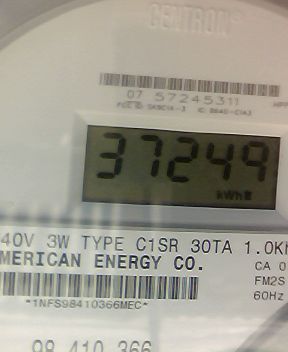 CENTRON
07 57245311
37249
kWh
40V 3W TYPE C1SR 30TA 1.0K
MERICAN ENERGY CO.
CA 0
FM2S
*1NFS98410366MEC*
60Hz
98 410 366